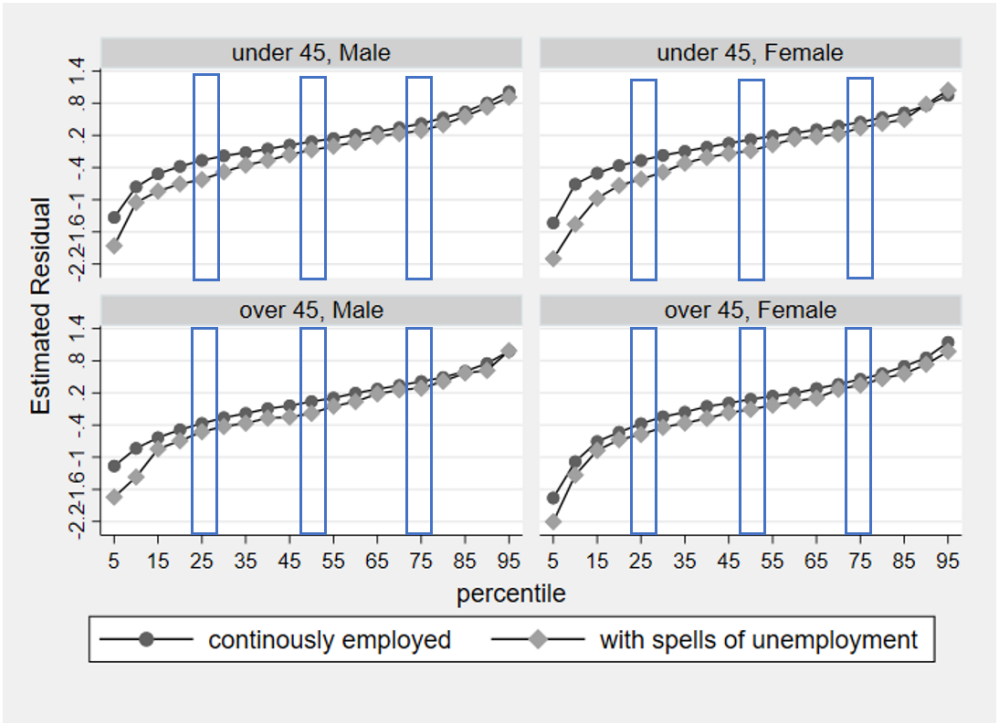 under 45, Male
under 45, Female
1.4
.8
.2
-.4
-1
-1.6
-2.2
over 45, Male
over 45, Female
1.4
.8
.2
-.4
-1
-1.6
-2.2
Estimated Residual
5 15 25 35 45 55 65 75 85 95
5 15 25 35 45 55 65 75 85 95
percentile
continously employed
with spells of unemployment